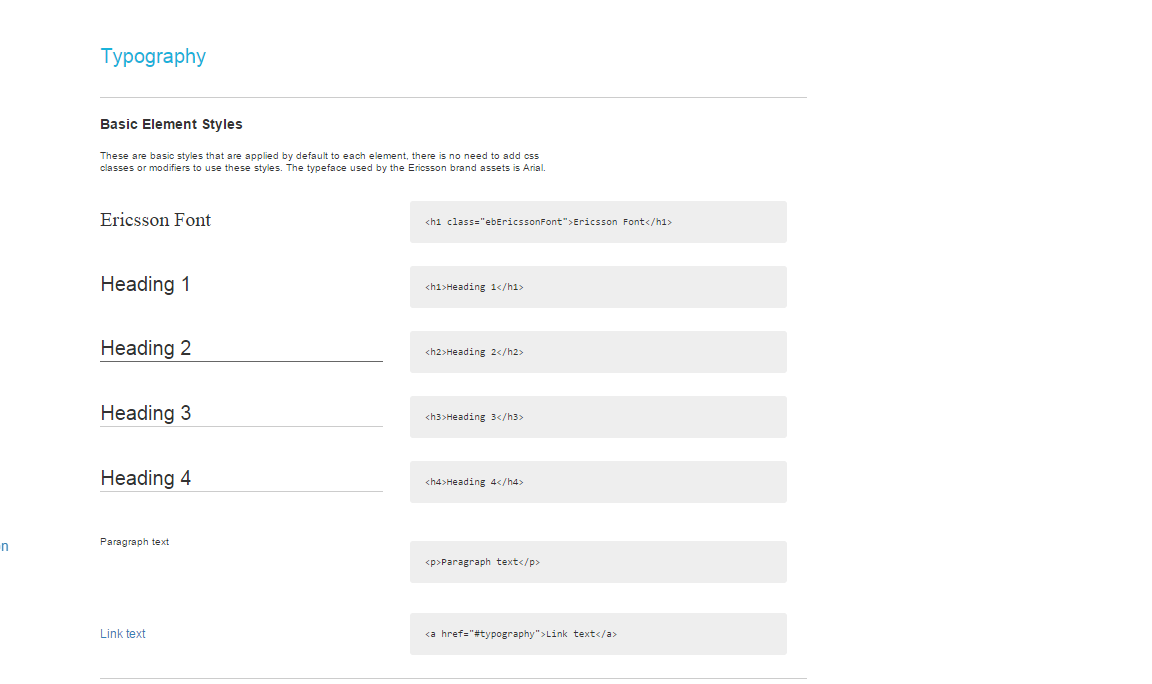 Typography
Basic Element Styles
These are basic styles that are applied by default to each element, there is no need to add css
classes or modifiers to use these styles. The typeface used by the Ericsson brand assets is Arial.
Ericsson Font
<h1 class="ebEricssonFont">Ericsson Font</h1>
Heading 1
<h1>Heading 1</h1>
Heading 2
<h2>Heading 2</h2>
Heading 3
<h3>Heading 3</h3>
Heading 4
<h4>Heading 4</h4>
Paragraph text
<p>Paragraph text</p>
Link text
<a href="#typography">Link text</a>